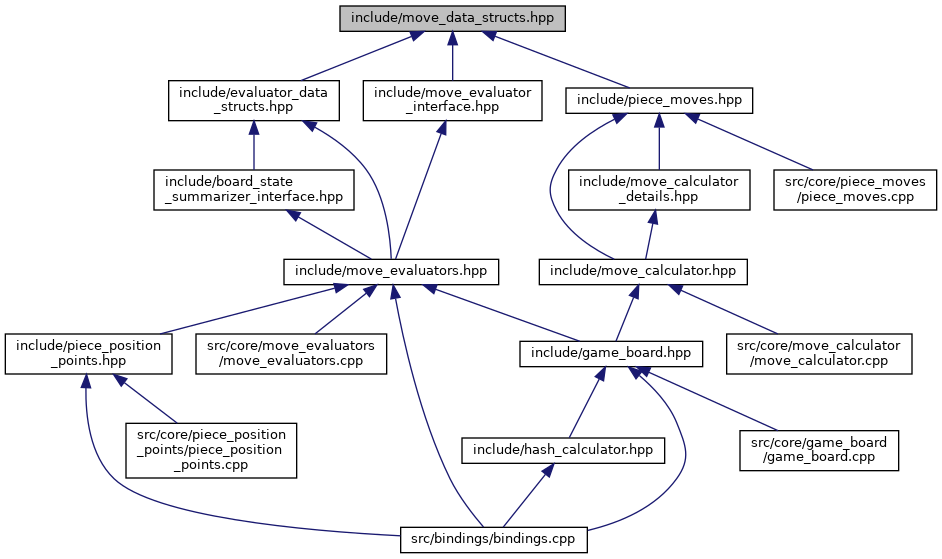 include/move_data_structs.hpp
include/evaluator_data
_structs.hpp
include/move_evaluator
_interface.hpp
include/piece_moves.hpp
include/board_state
_summarizer_interface.hpp
include/move_calculator
_details.hpp
src/core/piece_moves
/piece_moves.cpp
include/move_evaluators.hpp
include/move_calculator.hpp
include/piece_position
_points.hpp
src/core/move_evaluators
/move_evaluators.cpp
include/game_board.hpp
src/core/move_calculator
/move_calculator.cpp
src/core/piece_position
_points/piece_position
_points.cpp
include/hash_calculator.hpp
src/core/game_board
/game_board.cpp
src/bindings/bindings.cpp